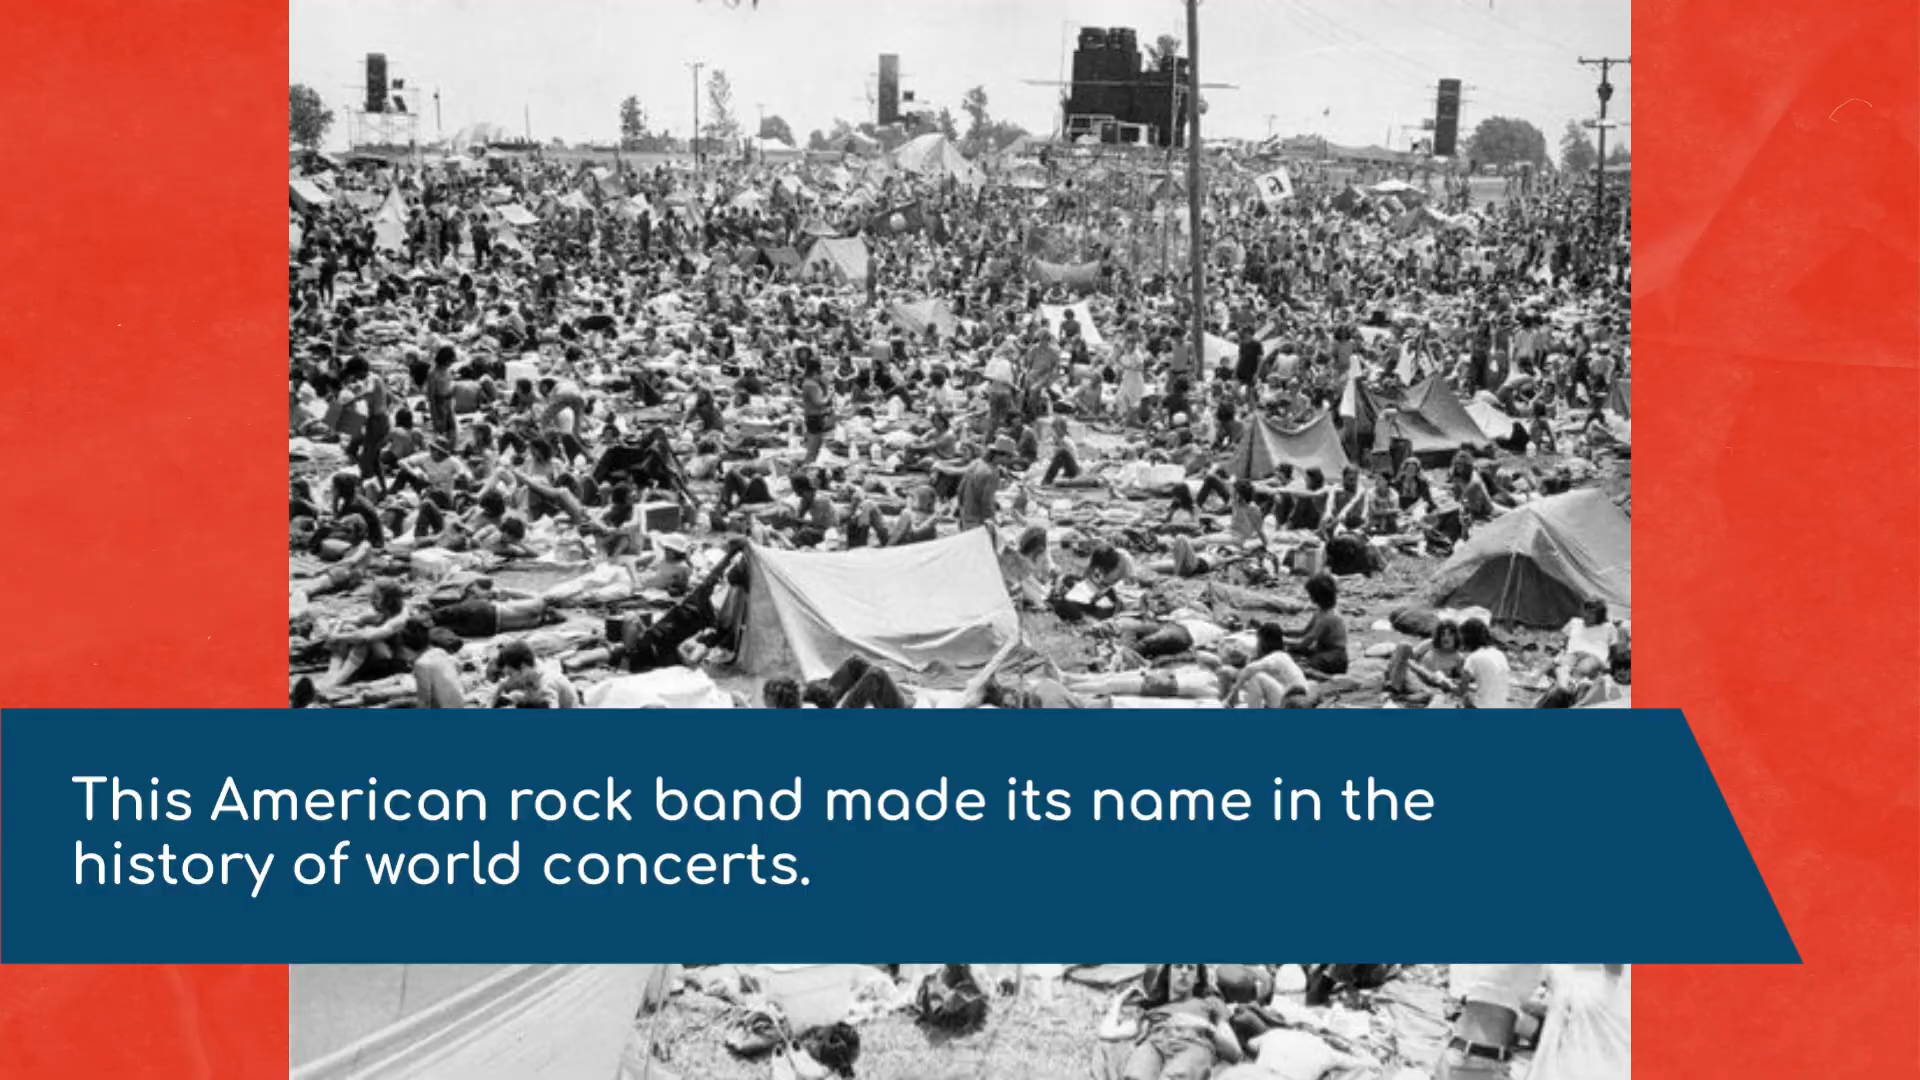 This American rock band made its name in the
history of world concerts.